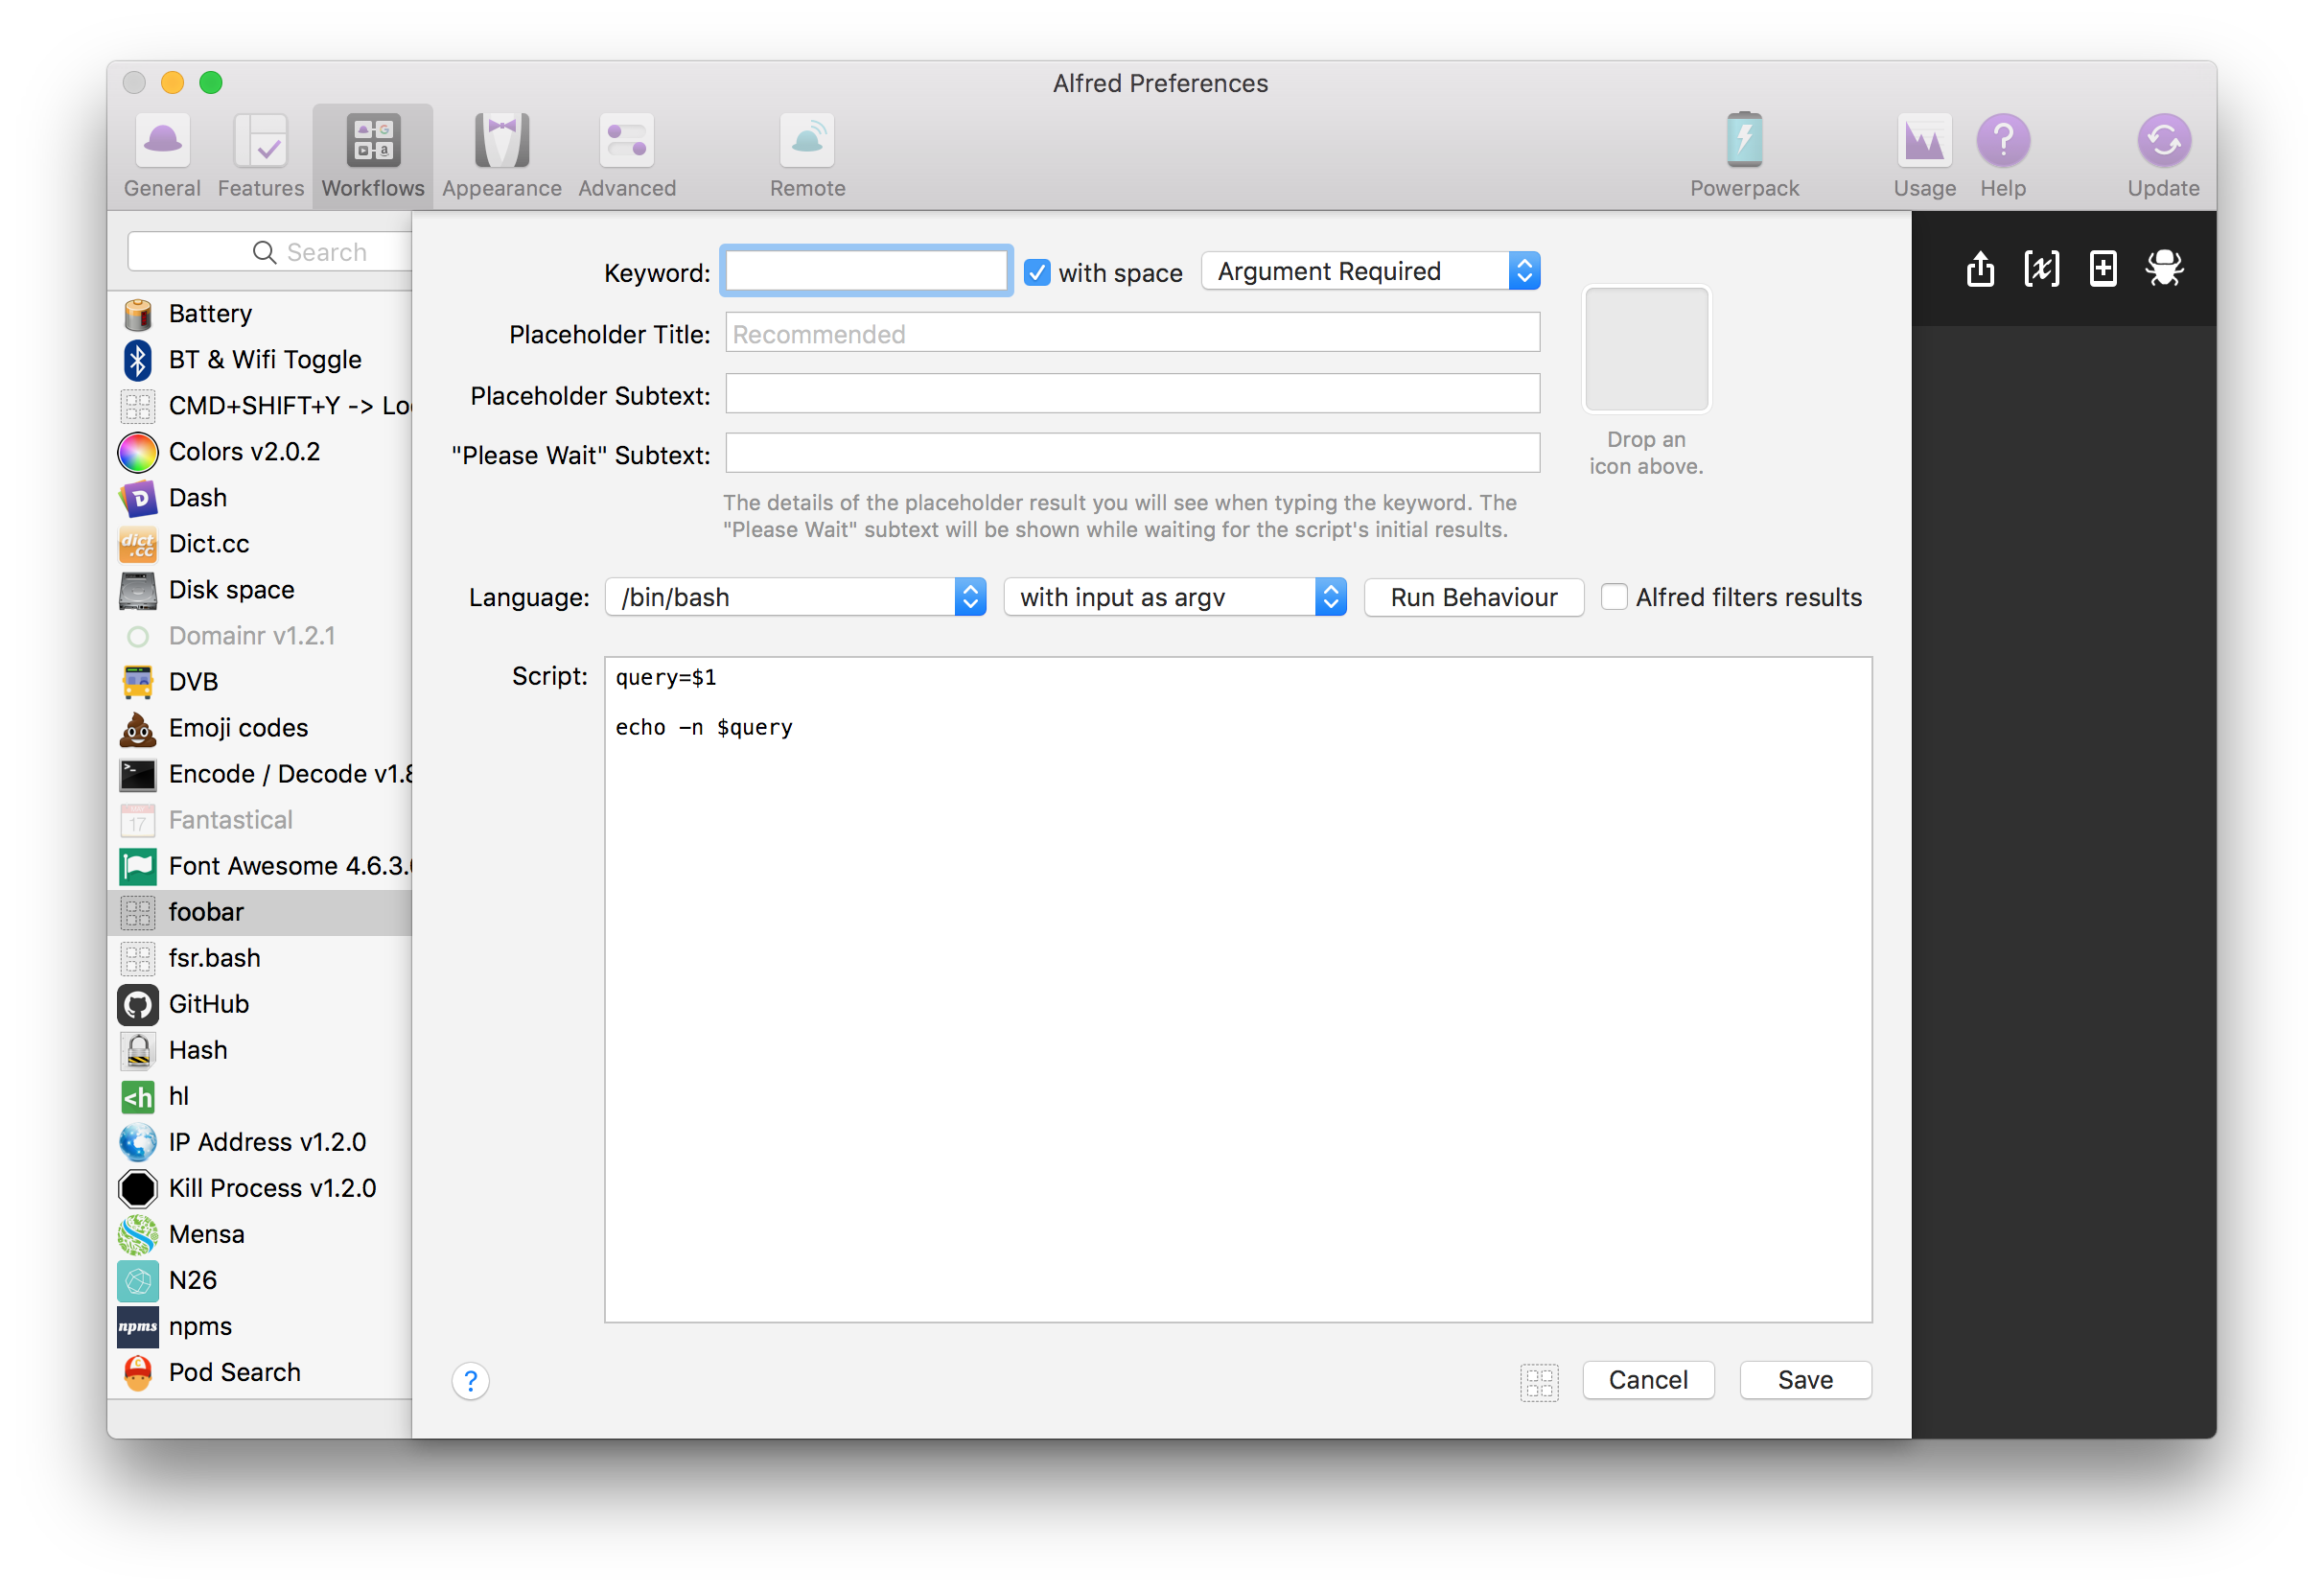 Alfred Preferences
General Features Workflows Appearance Advanced Remote Powerpack Usage Help Update
Search
Battery
BT & Wifi Toggle
CMD+SHIFT+Y -> Lo
Colors v2.0.2
Dash
Dict.cc
Disk space
Domainr v1.2.1
DVB
Emoji codes
Encode / Decode v1.8
Fantastical
Font Awesome 4.6.3.
foobar
fsr.bash
GitHub
Hash
hl
IP Address v1.2.0
Kill Process v1.2.0
Mensa
N26
npms
Pod Search
Keyword: with space Argument Required
Placeholder Title: Recommended
Placeholder Subtext:
"Please Wait" Subtext:
Drop an
icon above.
The details of the placeholder result you will see when typing the keyword. The
"Please Wait" subtext will be shown while waiting for the script's initial results.
Language: /bin/bash with input as argv Run Behaviour Alfred filters results
Script: query=$1
echo -n $query
? Cancel Save